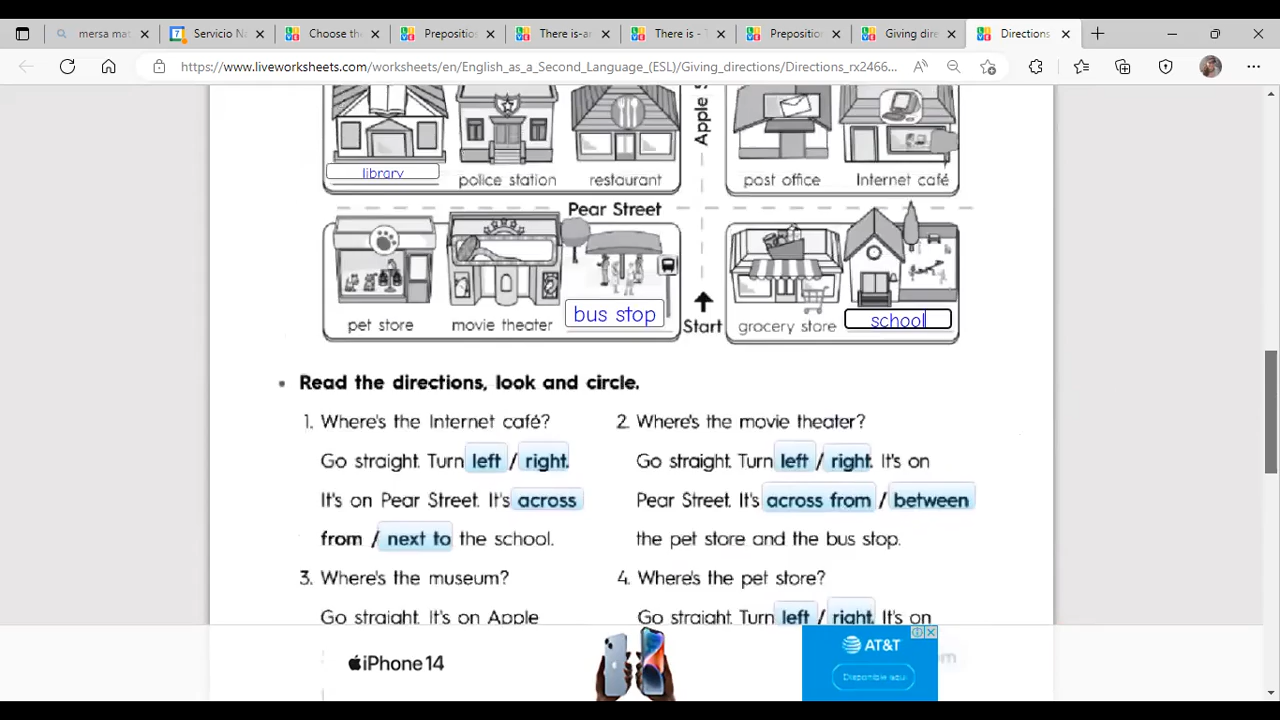 mersa mat
Servicio Na
Choose the
Prepositio
There is-ar
There is - T
Prepositior
Giving dire
Directions
https://www.liveworksheets.com/worksheets/en/English_as_a_Second_Language_(ESL)/Giving_directions/Directions_rx2466...
Apple S
library
police station
restaurant
post office
Internet café
Pear Street
pet store
movie theater
bus stop
Start
grocery store
school
Read the directions, look and circle.
1. Where's the Internet café?
Go straight. Turn left / right.
It's on Pear Street. It's across
from / next to the school.
2. Where's the movie theater?
Go straight. Turn left / right. It's on
Pear Street. It's across from / between
the pet store and the bus stop.
3. Where's the museum?
Go straight. It's on Apple
4. Where's the pet store?
Go straight. Turn left / right. It's on
om
iPhone 14
AT&T
Disponible aquí